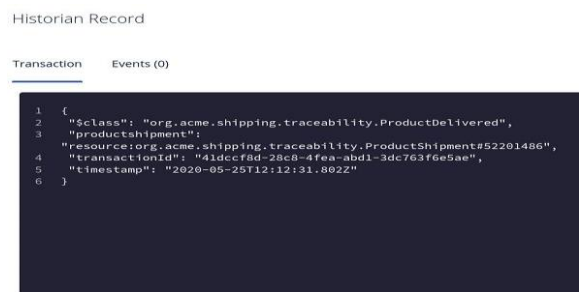 Historian Record
Transaction Events (0)
1 {
2 "$class": "org.acme.shipping.traceability.ProductDelivered",
3 "productshipment":
"resource:org.acme.shipping.traceability.ProductShipment#52201486",
4 "transactionId": "41dccf8d-28c8-4fea-abd1-3dc763f6e5ae",
5 "timestamp": "2020-05-25T12:12:31.802Z"
6 }